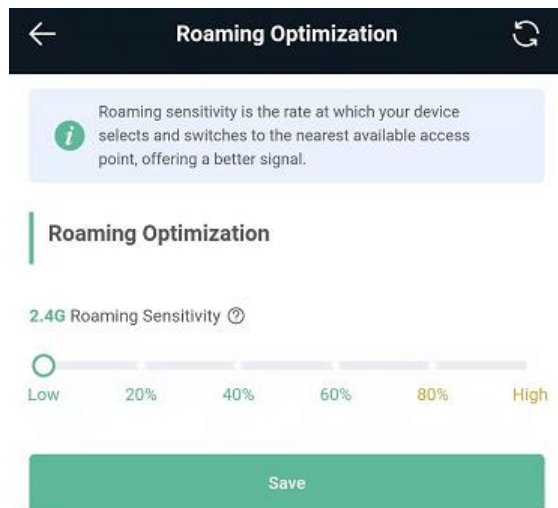 Roaming Optimization
Roaming sensitivity is the rate at which your device
selects and switches to the nearest available access
point, offering a better signal.
Roaming Optimization
2.4G Roaming Sensitivity
Low 20% 40% 60% 80% High
Save